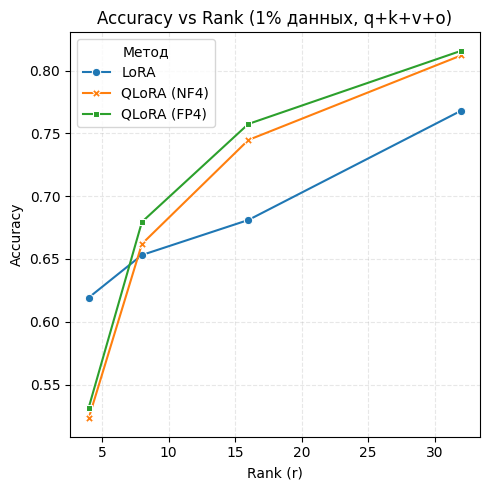 Accuracy vs Rank (1% данных, q+k+v+o)
Метод
LoRA
QLoRA (NF4)
QLoRA (FP4)
Accuracy
0.80
0.75
0.70
0.65
0.60
0.55
5 10 15 20 25 30
Rank (r)